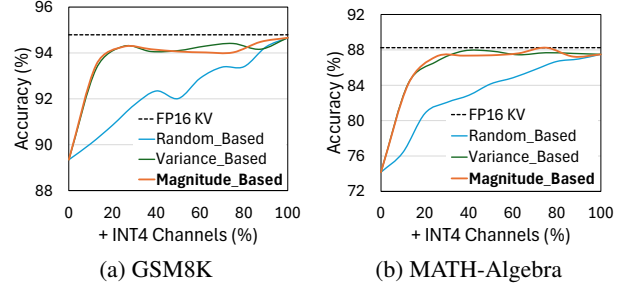 96
94
92
90
88
Accuracy(%)
FP16 KV
Random_Based
Variance_Based
Magnitude_Based
0 20 40 60 80 100
+ INT4 Channels (%)
(a) GSM8K
92
88
84
80
76
72
Accuracy(%)
FP16 KV
Random_Based
Variance_Based
Magnitude_Based
0 20 40 60 80 100
+ INT4 Channels (%)
(b) MATH-Algebra